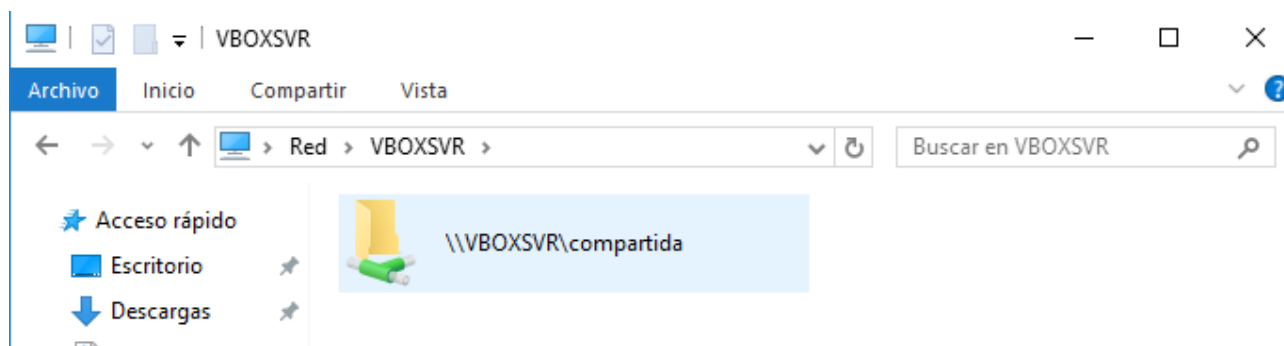 VBOXSVR
Archivo Inicio Compartir Vista
Red VBOXSVR Buscar en VBOXSVR
Acceso rápido
\\VBOXSVR\compartida
Escritorio
Descargas